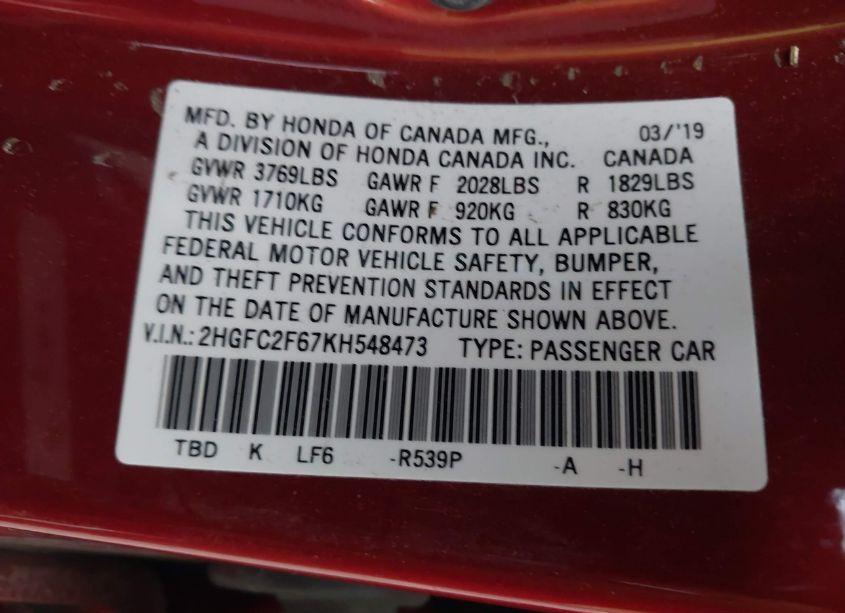 MFD. BY HONDA OF CANADA MFG., 03/'19
A DIVISION OF HONDA CANADA INC. CANADA
GVWR 3769LBS GAWR F 2028LBS R 1829LBS
GVWR 1710KG GAWR F 920KG R 830KG
THIS VEHICLE CONFORMS TO ALL APPLICABLE
FEDERAL MOTOR VEHICLE SAFETY, BUMPER,
AND THEFT PREVENTION STANDARDS IN EFFECT
ON THE DATE OF MANUFACTURE SHOWN ABOVE.
V.I.N.: 2HGFC2F67KH548473 TYPE: PASSENGER CAR
TBD K LF6 -R539P -A -H